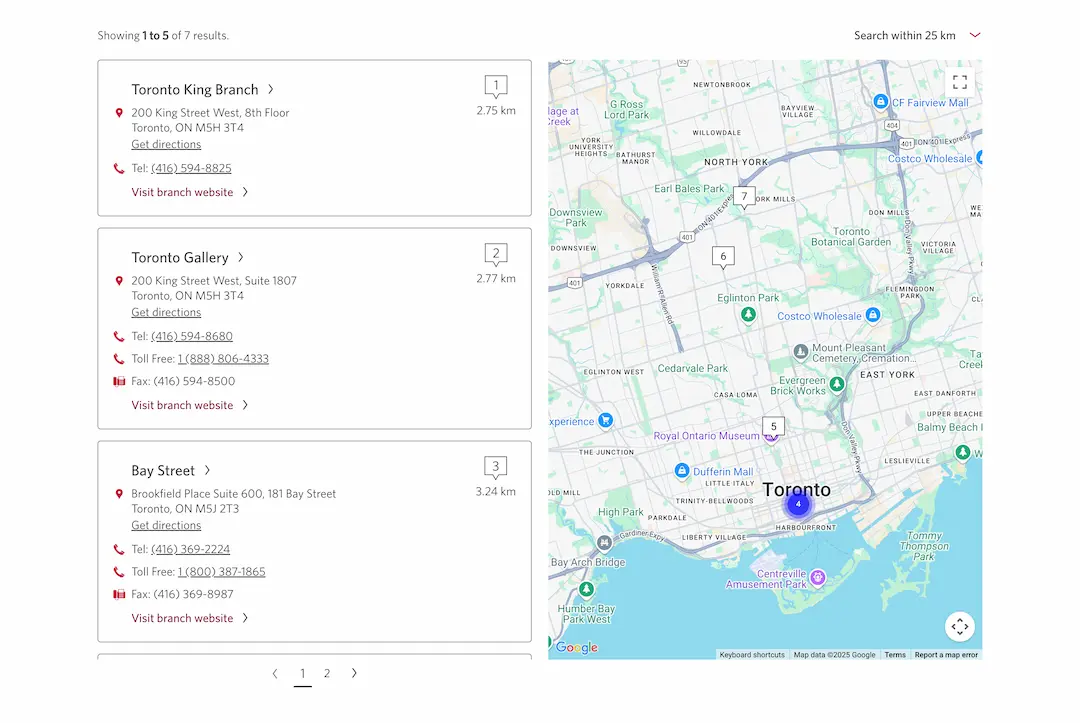 Showing 1 to 5 of 7 results.
Search within 25 km
Toronto King Branch
1
2.75 km
200 King Street West, 8th Floor
Toronto, ON M5H 3T4
Get directions
Tel: (416) 594-8825
Visit branch website
Toronto Gallery
2
2.77 km
200 King Street West, Suite 1807
Toronto, ON M5H 3T4
Get directions
Tel: (416) 594-8680
Toll Free: 1 (888) 806-4333
Fax: (416) 594-8500
Visit branch website
Bay Street
3
3.24 km
Brookfield Place Suite 600, 181 Bay Street
Toronto, ON M5J 2T3
Get directions
Tel: (416) 369-2224
Toll Free: 1 (800) 387-1865
Fax: (416) 369-8987
Visit branch website
1 2
NEWTONBROOK
G Ross
Lord Park
BAYVIEW
VILLAGE
CF Fairview Mall
lage at
Creek
404
WILLOWDALE
YORK
UNIVERSITY
HEIGHTS
BATHURST
MANOR
401
Costco Wholesale
NORTH YORK
Earl Bales Park
7
YORK MILLS
Downsview
Park
DON MILLS
Toronto
Botanical Garden
401
DOWNSVIEW
VICTORIA
VILLAGE
6
William R Allen Rd
Don Valley Pkwy
401
YORKDALE
FLEMINGDON
PARK
Eglinton Park
Costco Wholesale
Mount Pleasant
Cemetery, Cremation...
EGLINTON WEST
Cedarvale Park
EAST YORK
Evergreen
Brick Works
CASA LOMA
EAST DANFORTH
UPPER BEACHE
xperience
5
Royal Ontario Museum
Don Valley Pkwy
Balmy Beach
THE JUNCTION
LESLIEVILLE
Dufferin Mall
LITTLE ITALY
Toronto
OLD MILL
TRINITY-BELLWOODS
4
High Park
PARKDALE
HARBOURFRONT
Gardiner Expy
LIBERTY VILLAGE
Tommy
Thompson
Park
Bay Arch Bridge
Centreville
Amusement Park
Humber Bay
Park West
Google
Keyboard shortcuts
Map data ©2025 Google
Terms
Report a map error